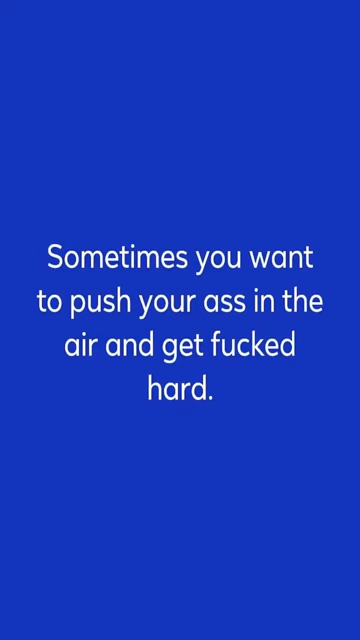 Sometimes you want
to push your ass in the
air and get fucked
hard.